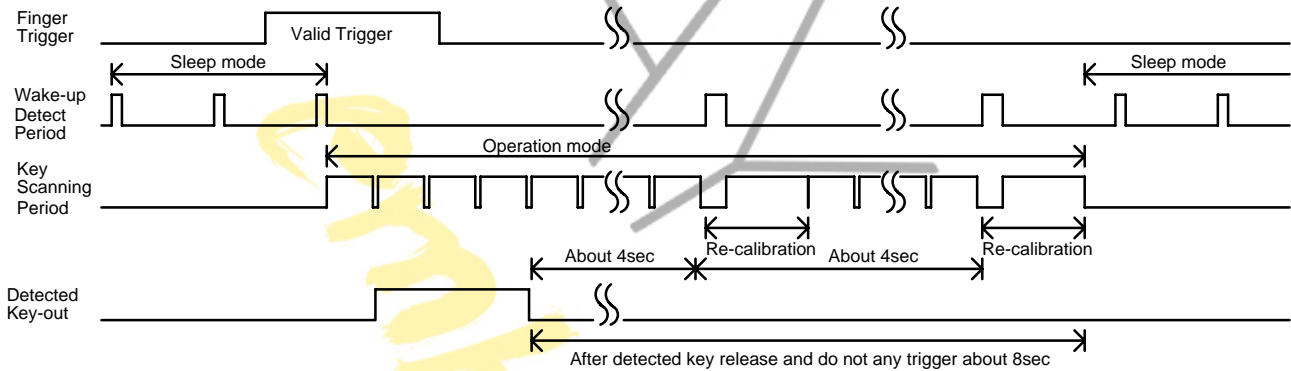 Finger
Trigger
Valid Trigger
Sleep mode
Sleep mode
Wake-up
Detect
Period
Operation mode
Key
Scanning
Period
Re-calibration
Re-calibration
About 4sec
About 4sec
Detected
Key-out
After detected key release and do not any trigger about 8sec